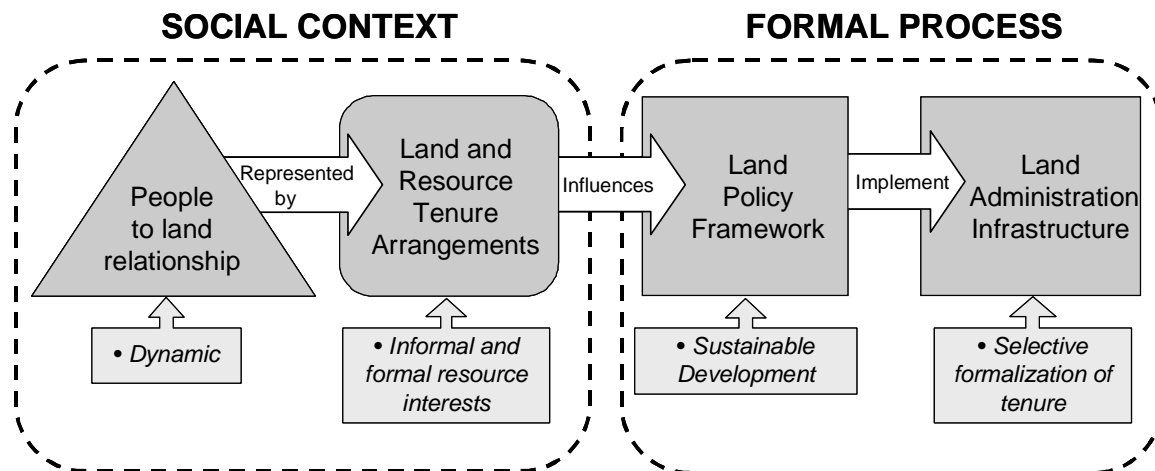 SOCIAL CONTEXT
FORMAL PROCESS
People
to land
relationship
Represented
by
Land and
Resource
Tenure
Arrangements
Influences
Land
Policy
Framework
Implement
Land
Administration
Infrastructure
• Dynamic
• Informal and
formal resource
interests
• Sustainable
Development
• Selective
formalization of
tenure